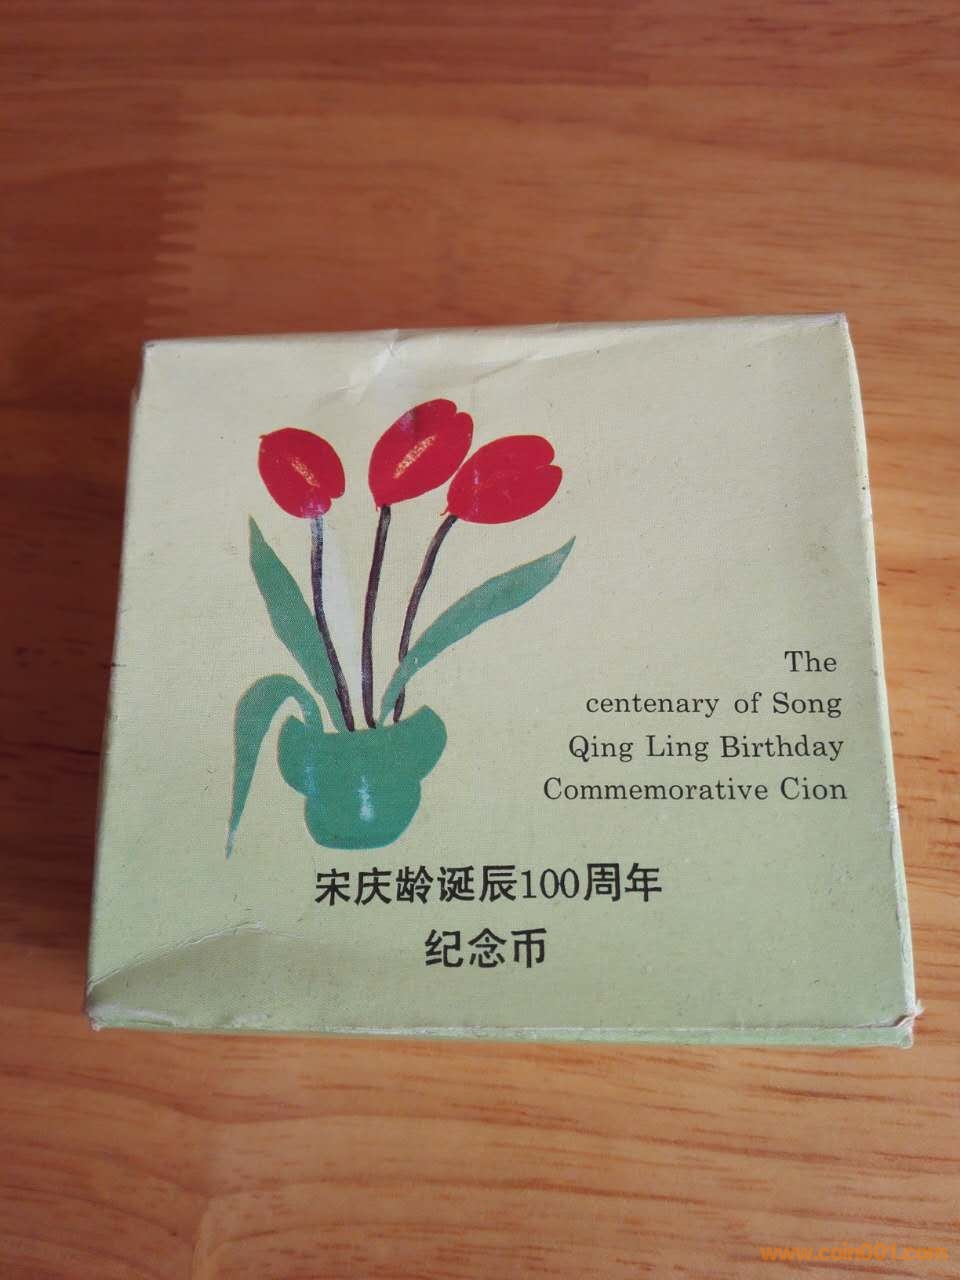 The
centenary of Song
Qing Ling Birthday
Commemorative Cion
宋庆龄诞辰100周年
纪念币
www.coin001.com